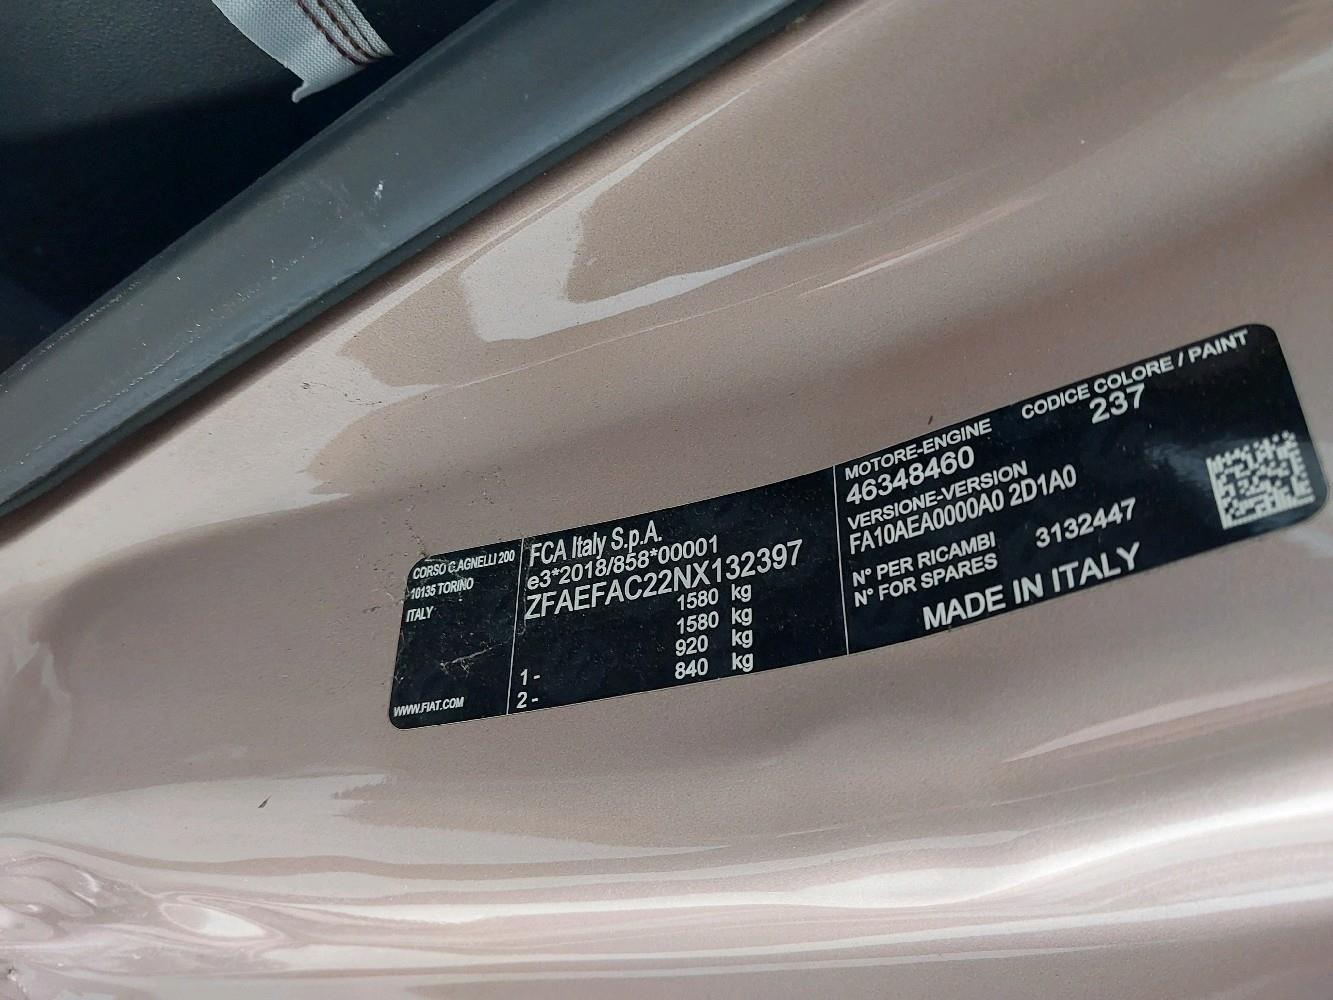 CORSO G.AGNELLI 200
10135 TORINO
ITALY
WWW.FIAT.COM
FCA Italy S.p.A.
e3*2018/858*00001
ZFAEFAC22NX132397
1580 kg
1580 kg
1- 920 kg
2- 840 kg
MOTORE-ENGINE
46348460
CODICE COLORE / PAINT
237
VERSIONE-VERSION
FA10AEA0000A0 2D1A0
N° PER RICAMBI
N° FOR SPARES
3132447
MADE IN ITALY